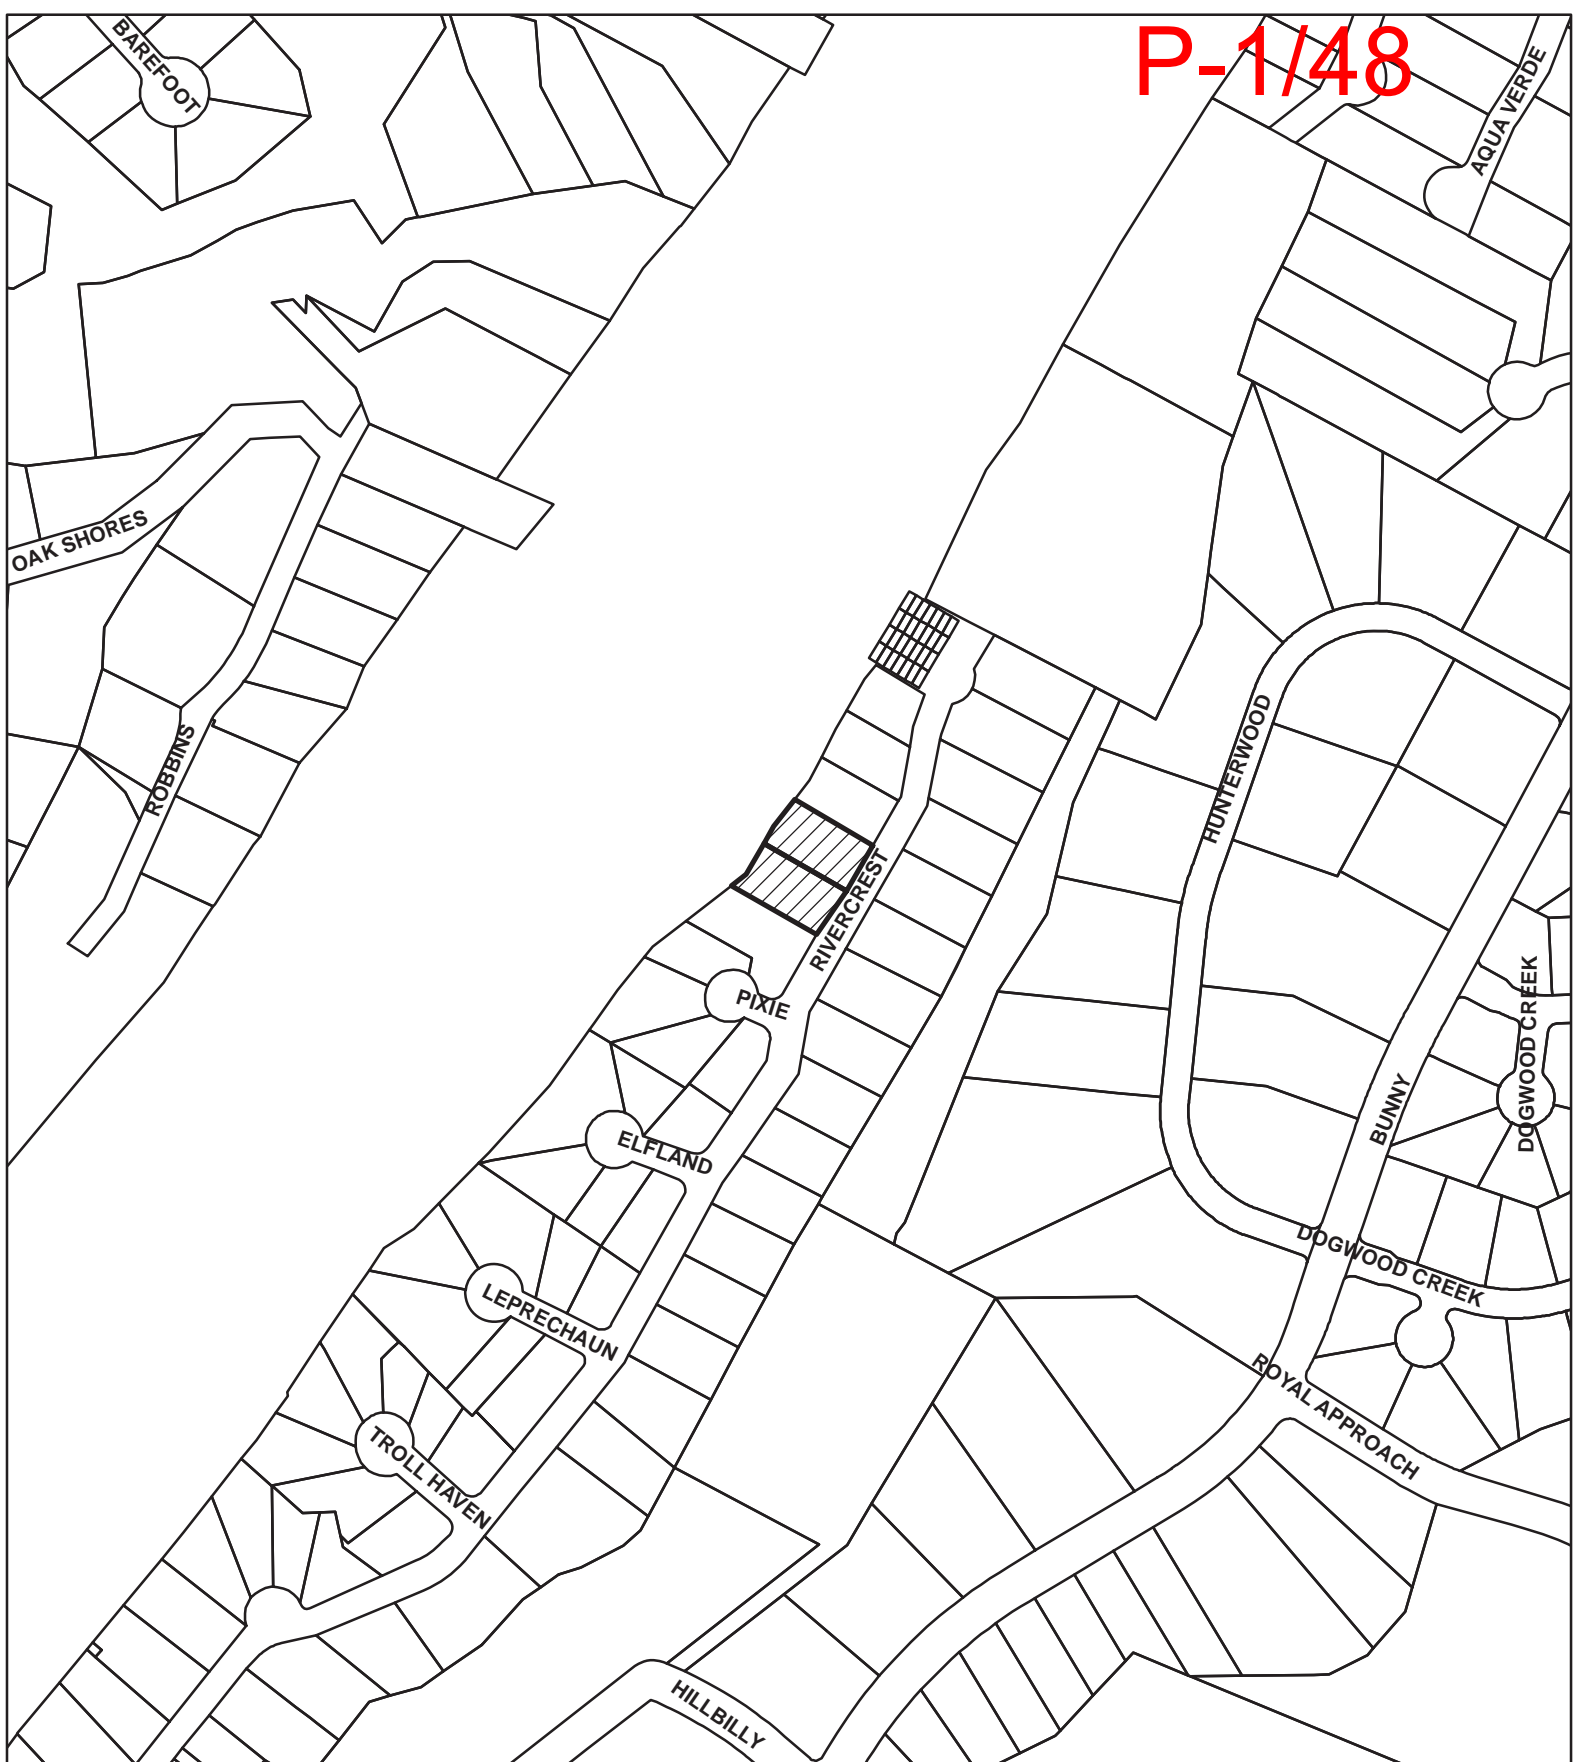 P-1/48
BAREFOOT
AQUA VERDE
OAK SHORES
ROBBINS
HUNTERWOOD
RIVERCREST
PIXIE
DOGWOOD CREEK
BUNNY
ELFLAND
DOGWOOD CREEK
LEPRECHAUN
ROYAL APPROACH
TROLL HAVEN
HILLBILLY